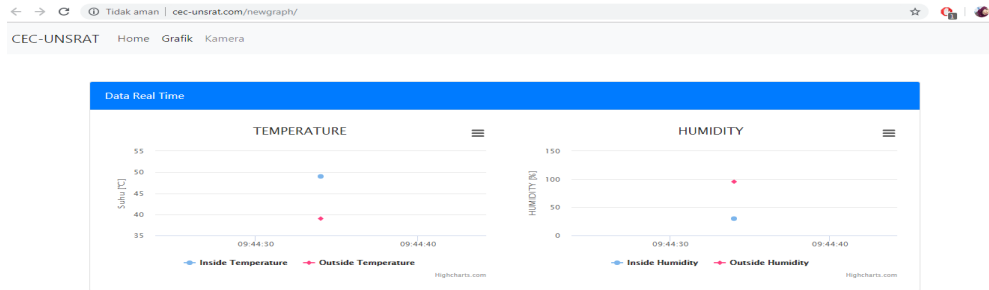 Tidak aman | cec-unsrat.com/newgraph/
1
CEC-UNSRAT Home Grafik Kamera
Data Real Time
TEMPERATURE
55
50
45
40
35
Suhu [℃]
09:44:30 09:44:40
Inside Temperature Outside Temperature
Highcharts.com
HUMIDITY
150
100
50
0
HUMIDITY [%]
09:44:30 09:44:40
Inside Humidity Outside Humidity
Highcharts.com